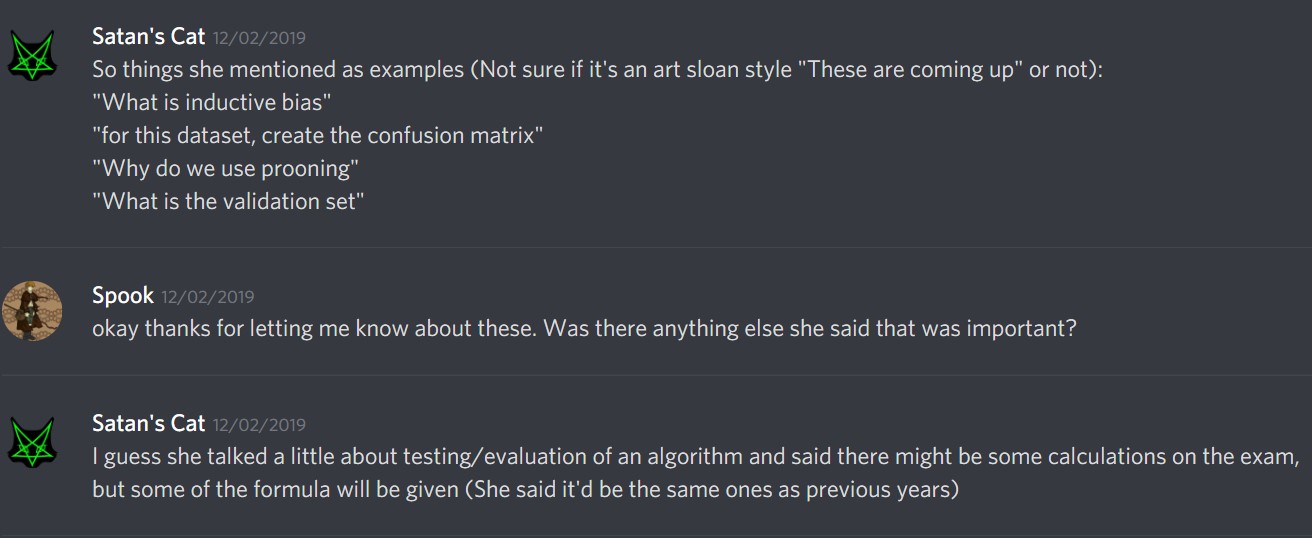 Satan's Cat 12/02/2019
So things she mentioned as examples (Not sure if it's an art sloan style "These are coming up" or not):
"What is inductive bias"
"for this dataset, create the confusion matrix"
"Why do we use prooning"
"What is the validation set"
Spook 12/02/2019
okay thanks for letting me know about these. Was there anything else she said that was important?
Satan's Cat 12/02/2019
I guess she talked a little about testing/evaluation of an algorithm and said there might be some calculations on the exam,
but some of the formula will be given (She said it'd be the same ones as previous years)